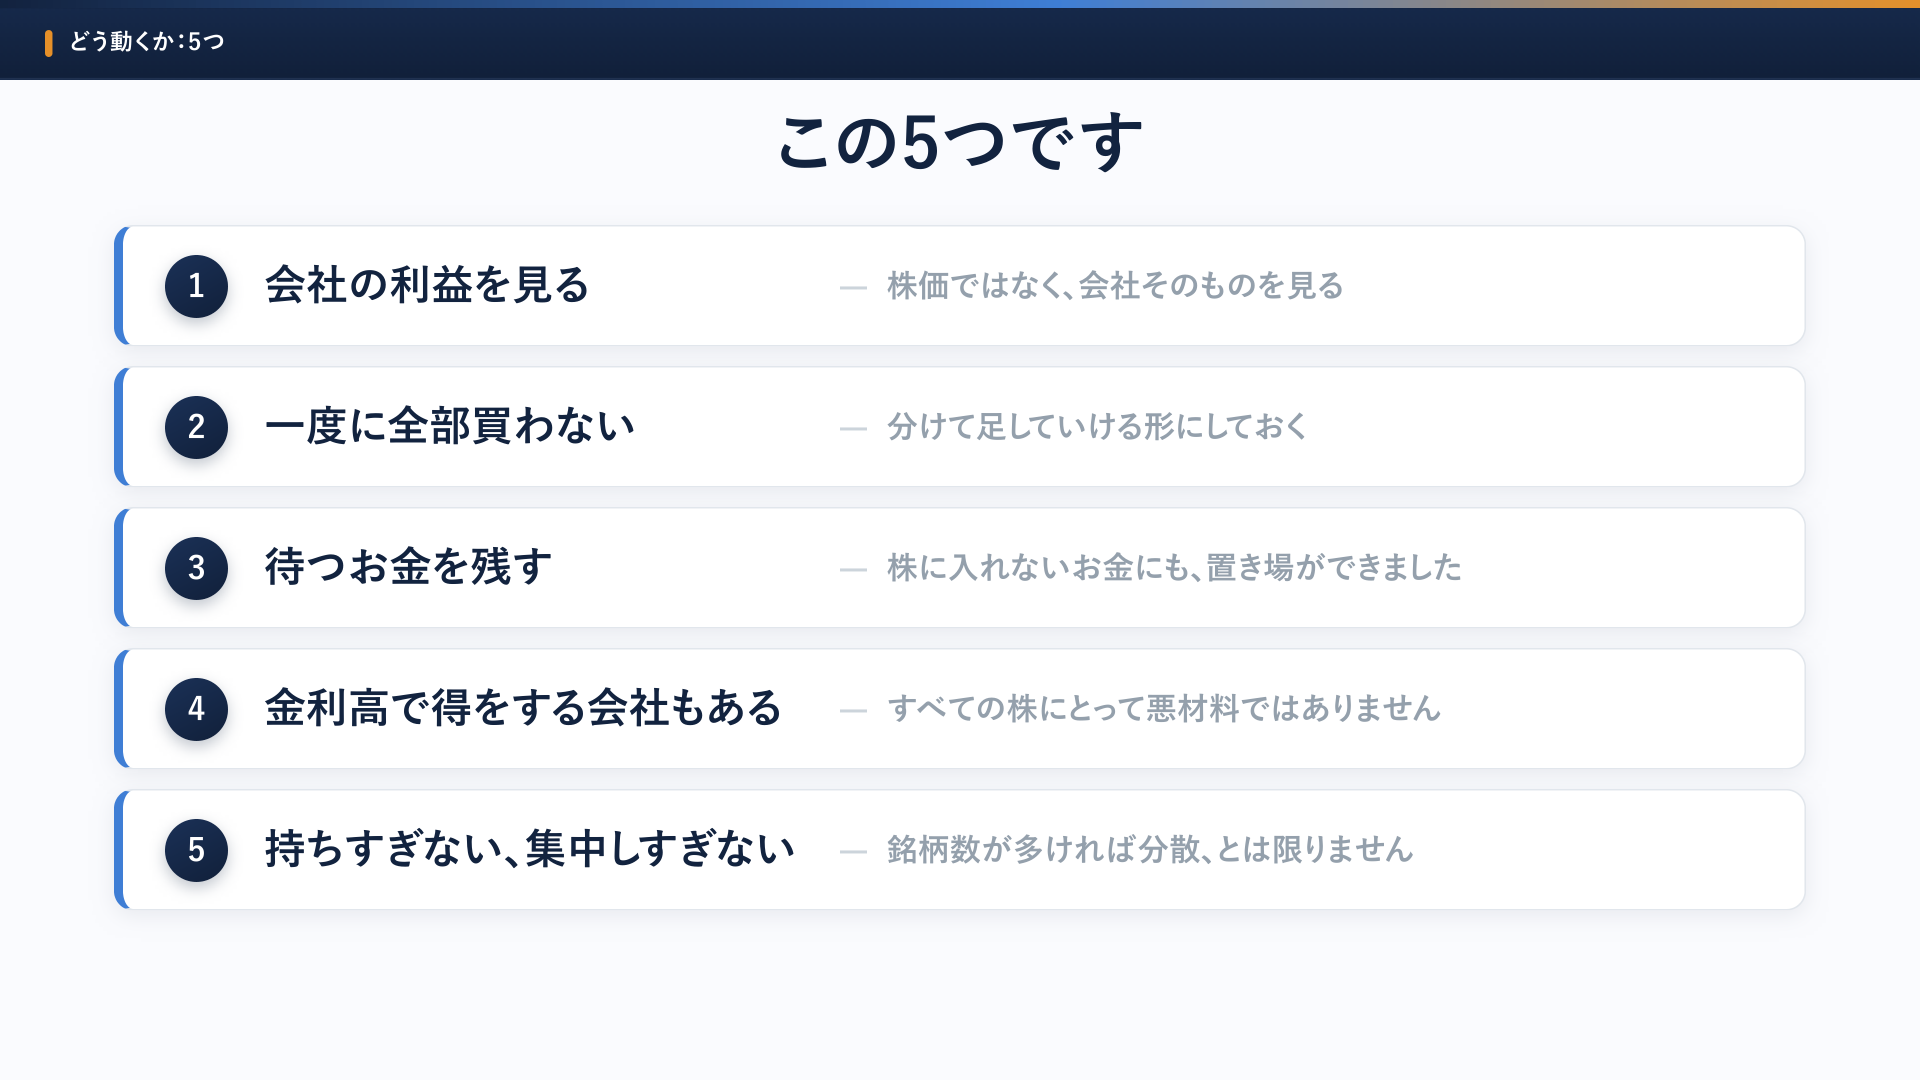 どう動くか：5つ
この5つです
1 会社の利益を見る — 株価ではなく、会社そのものを見る
2 一度に全部買わない — 分けて足していける形にしておく
3 待つお金を残す — 株に入れないお金にも、置き場ができました
4 金利高で得をする会社もある — すべての株にとって悪材料ではありません
5 持ちすぎない、集中しすぎない — 銘柄数が多ければ分散、とは限りません